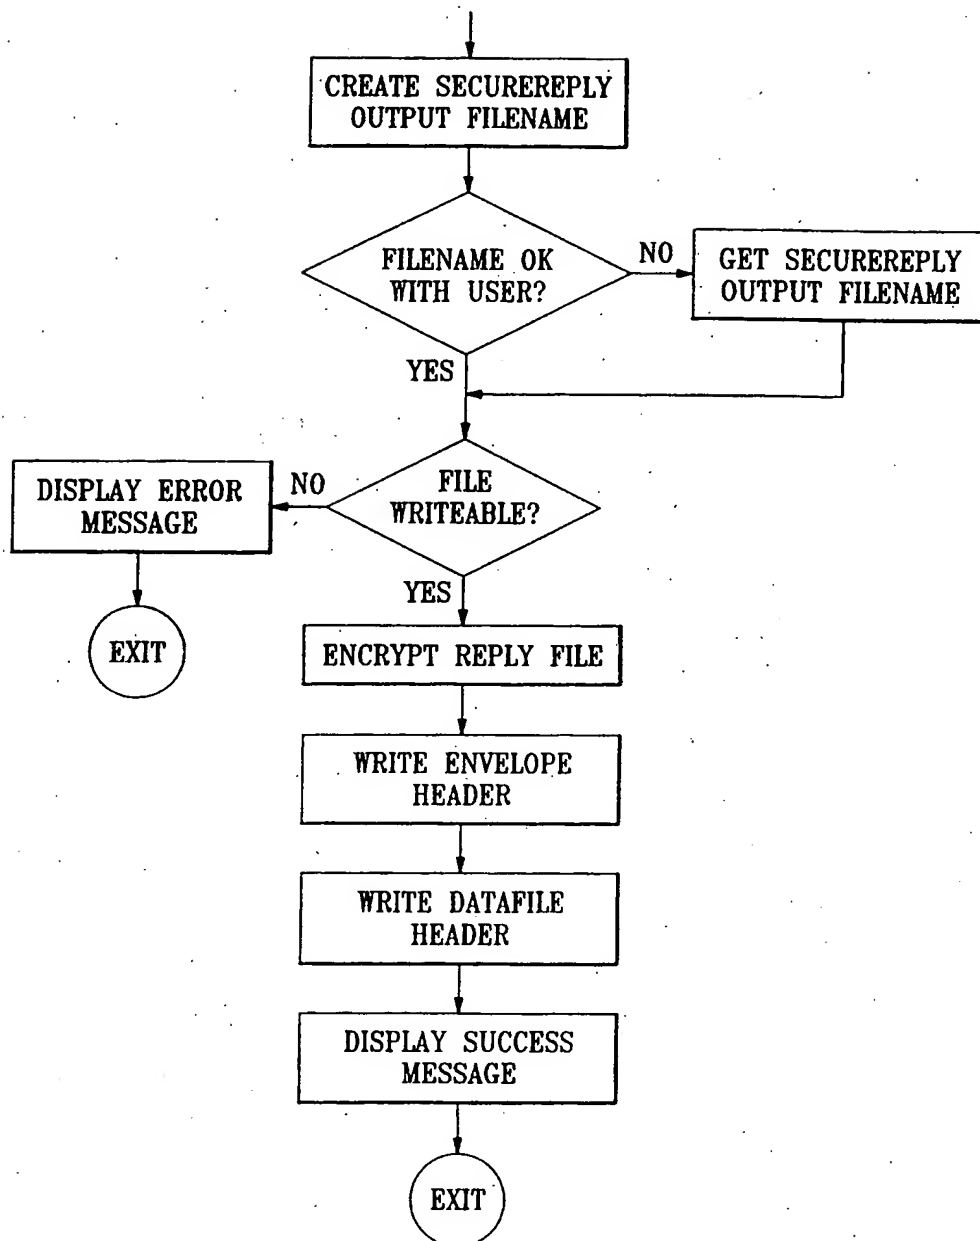 CREATE SECUREREPLY
OUTPUT FILENAME
FILENAME OK
WITH USER?
NO
GET SECUREREPLY
OUTPUT FILENAME
YES
FILE
WRITEABLE?
NO
DISPLAY ERROR
MESSAGE
EXIT
YES
ENCRYPT REPLY FILE
WRITE ENVELOPE
HEADER
WRITE DATAFILE
HEADER
DISPLAY SUCCESS
MESSAGE
EXIT